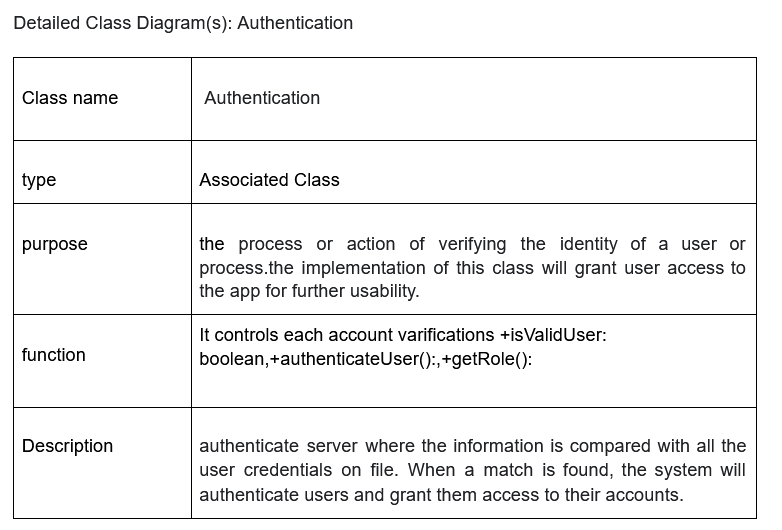 Detailed Class Diagram(s): Authentication
Class name
Authentication
type
Associated Class
purpose
the process or action of verifying the identity of a user or
process.the implementation of this class will grant user access to
the app for further usability.
function
It controls each account varifications +isValidUser:
boolean,+authenticateUser():,+getRole():
Description
authenticate server where the information is compared with all the
user credentials on file. When a match is found, the system will
authenticate users and grant them access to their accounts.